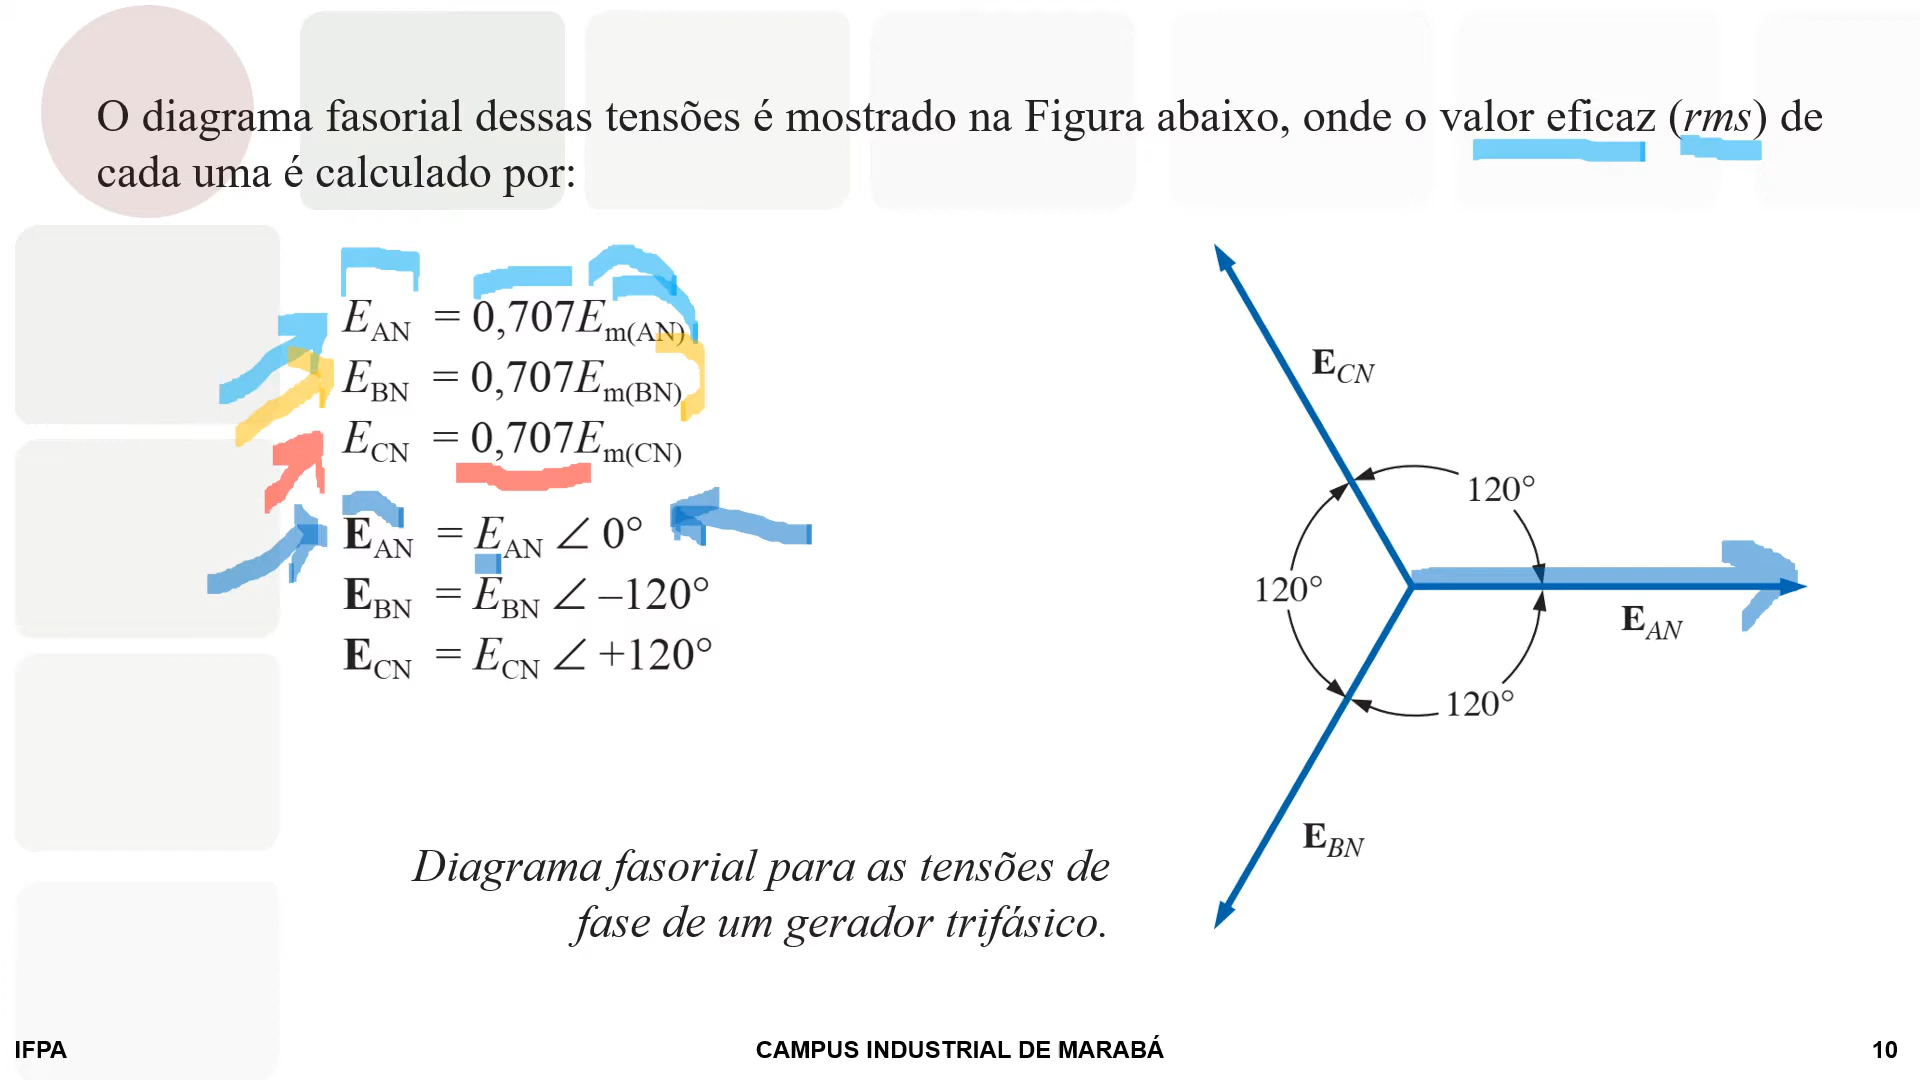 O diagrama fasorial dessas tensões é mostrado na Figura abaixo, onde o valor eficaz (rms) de
cada uma é calculado por:
E_AN = 0,707E_m(AN)
E_BN = 0,707E_m(BN)
E_CN = 0,707E_m(CN)
E_AN = E_AN ∠ 0°
E_BN = E_BN ∠ –120°
E_CN = E_CN ∠ +120°
E_CN
120°
120°
E_AN
120°
E_BN
Diagrama fasorial para as tensões de
fase de um gerador trifásico.
IFPA
CAMPUS INDUSTRIAL DE MARABÁ
10